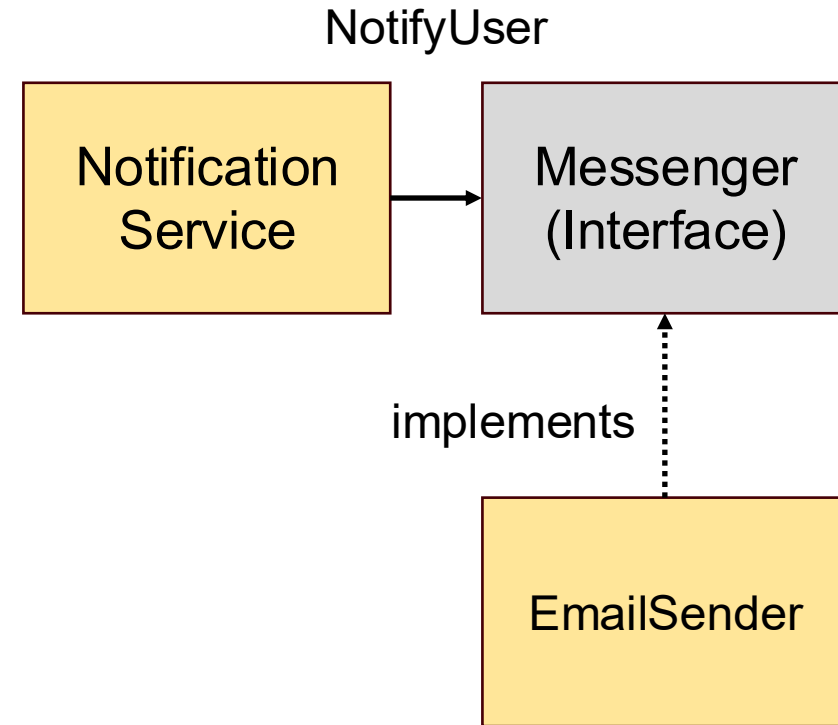 NotifyUser
Notification
Service
Messenger
(Interface)
implements
EmailSender